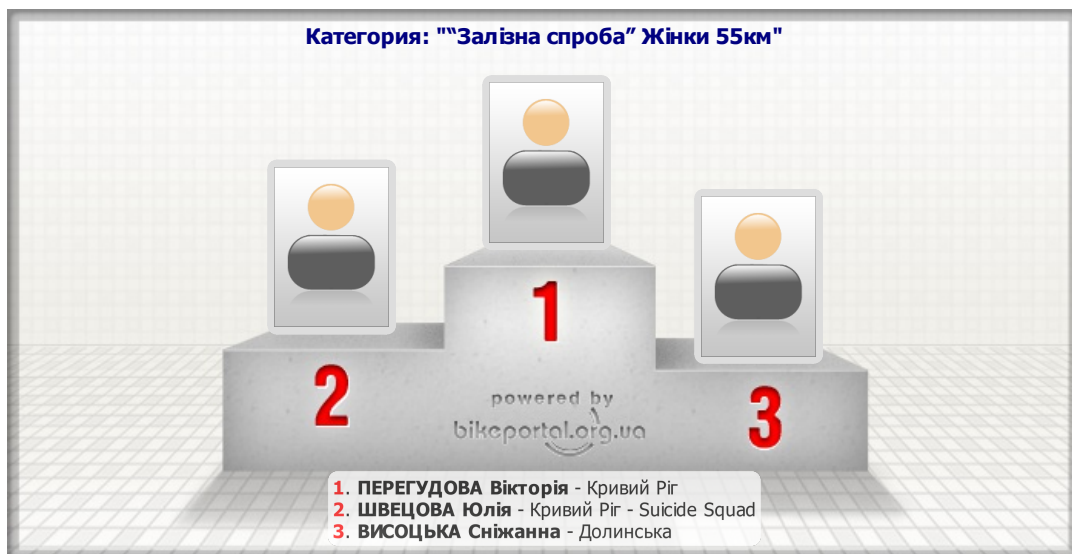 Категория: "“Залізна спроба” Жінки 55км"
1
2
3
powered by
bikeportal.org.ua
1. ПЕРЕГУДОВА Вікторія - Кривий Ріг
2. ШВЕЦОВА Юлія - Кривий Ріг - Suicide Squad
3. ВИСОЦЬКА Сніжанна - Долинська